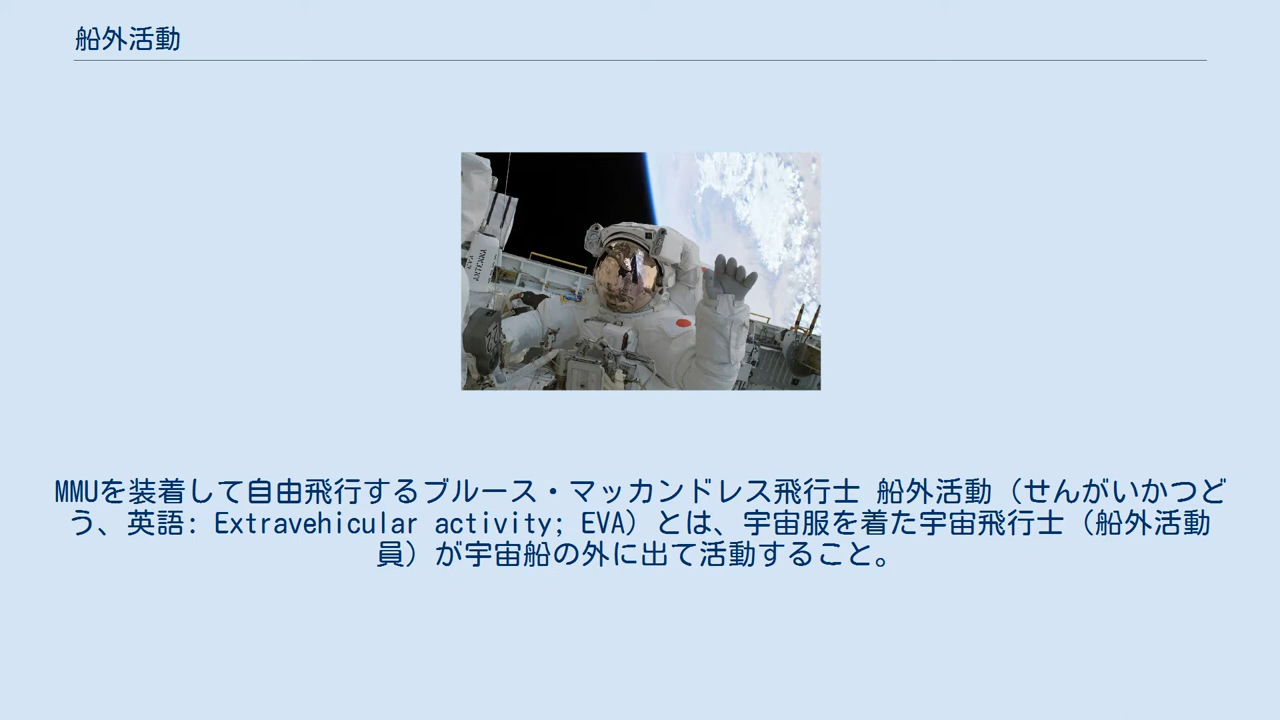 船外活動
EVA
ANTENNA
MMUを装着して自由飛行するブルース・マッカンドレス飛行士 船外活動（せんがいかつど
う、英語: Extravehicular activity; EVA）とは、宇宙服を着た宇宙飛行士（船外活動
員）が宇宙船の外に出て活動すること。